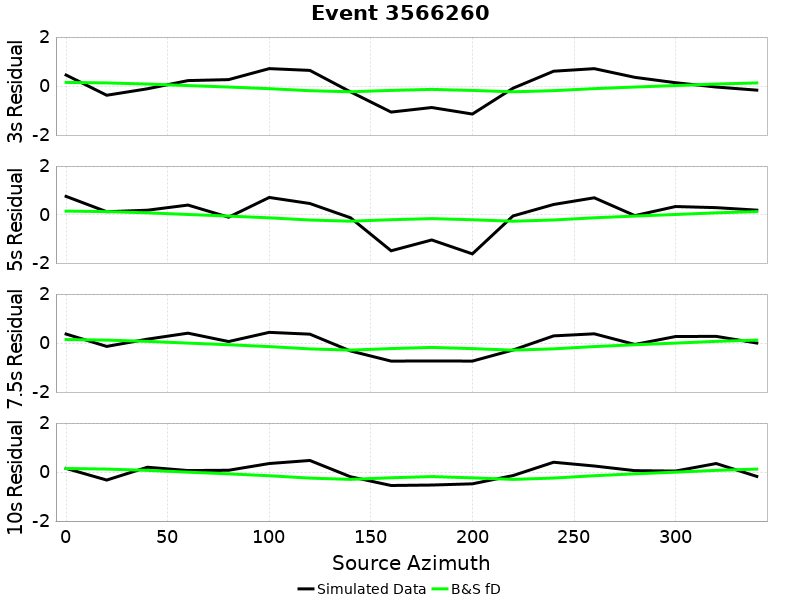 Event 3566260
3s Residual
2
0
-2
5s Residual
2
0
-2
7.5s Residual
2
0
-2
10s Residual
2
0
-2
0 50 100 150 200 250 300
Source Azimuth
Simulated Data B&S fD